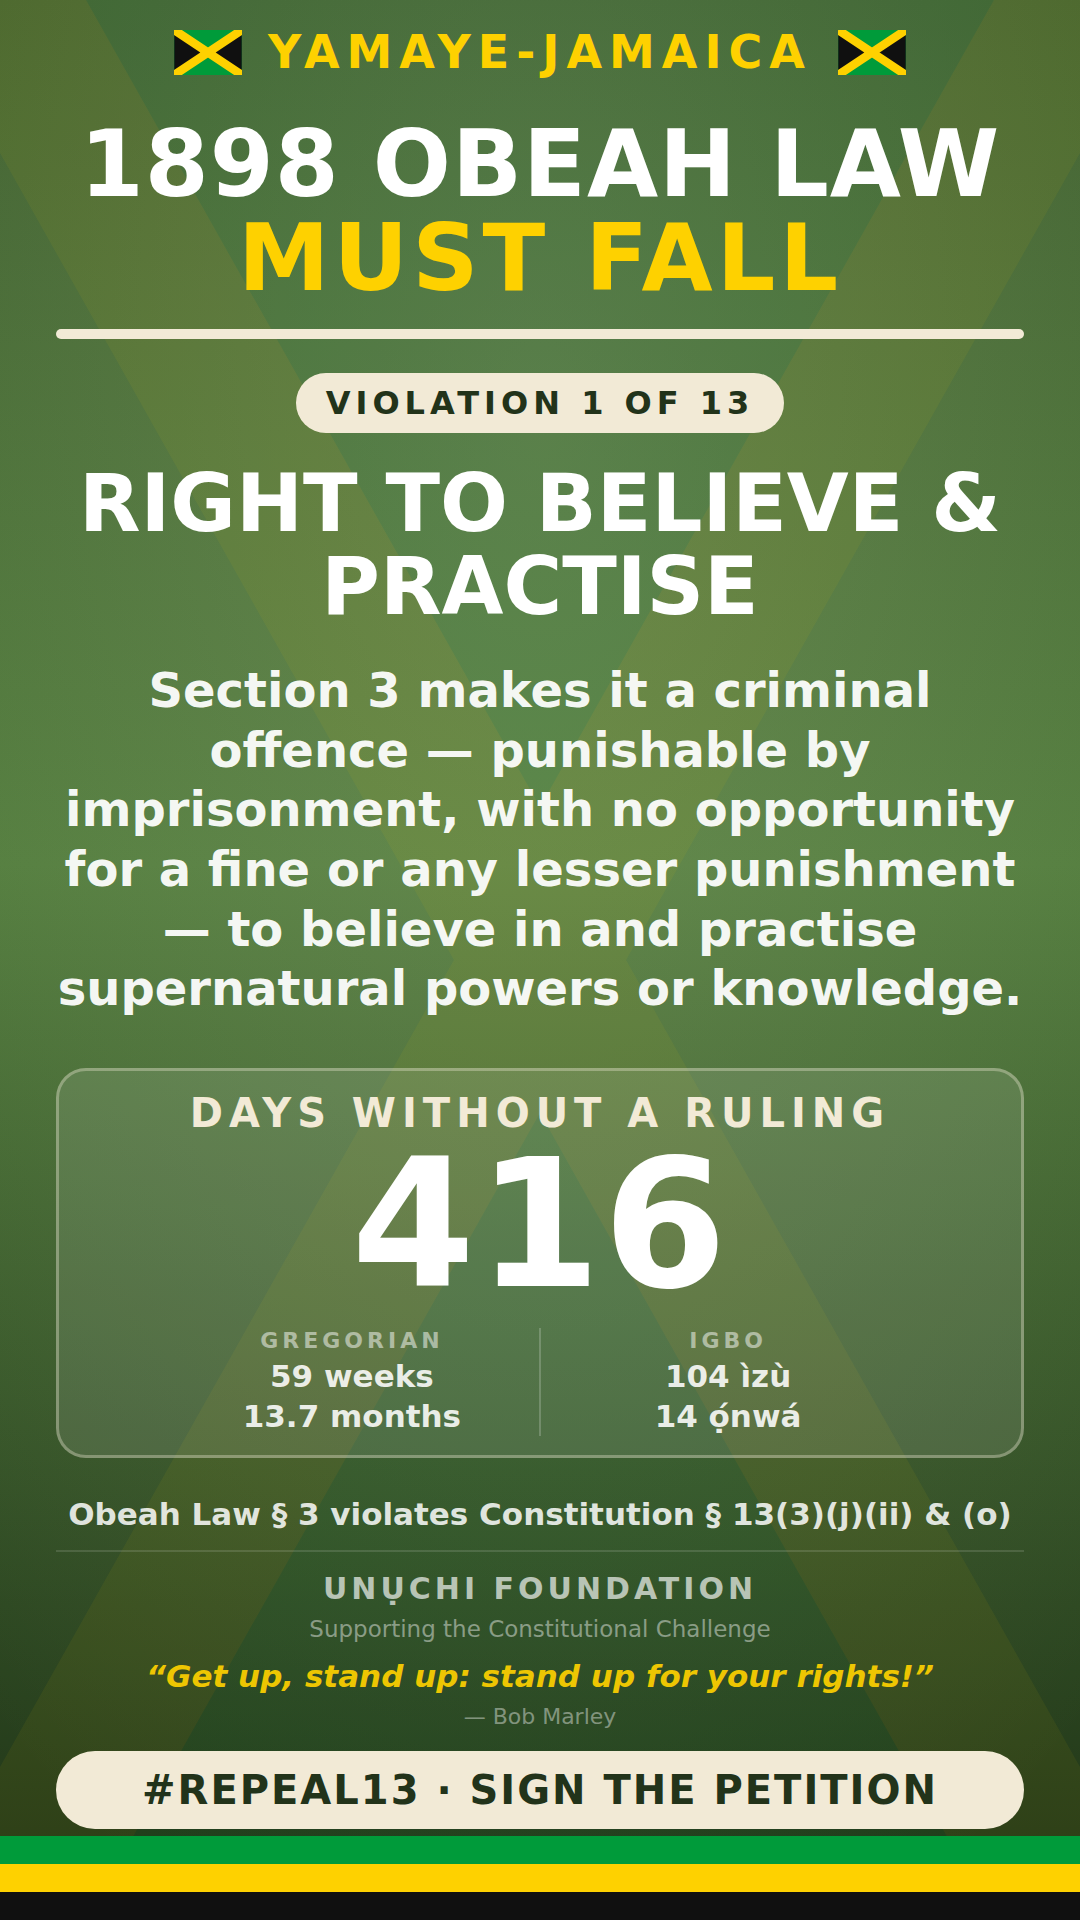 YAMAYE-JAMAICA
1898 OBEAH LAW
MUST FALL
VIOLATION 1 OF 13
RIGHT TO BELIEVE &
PRACTISE
Section 3 makes it a criminal
offence — punishable by
imprisonment, with no opportunity
for a fine or any lesser punishment
— to believe in and practise
supernatural powers or knowledge.
DAYS WITHOUT A RULING
416
GREGORIAN
59 weeks
13.7 months
IGBO
104 ìzù
14 ọ́nwá
Obeah Law § 3 violates Constitution § 13(3)(j)(ii) & (o)
UNỤCHI FOUNDATION
Supporting the Constitutional Challenge
“Get up, stand up: stand up for your rights!”
— Bob Marley
#REPEAL13 · SIGN THE PETITION